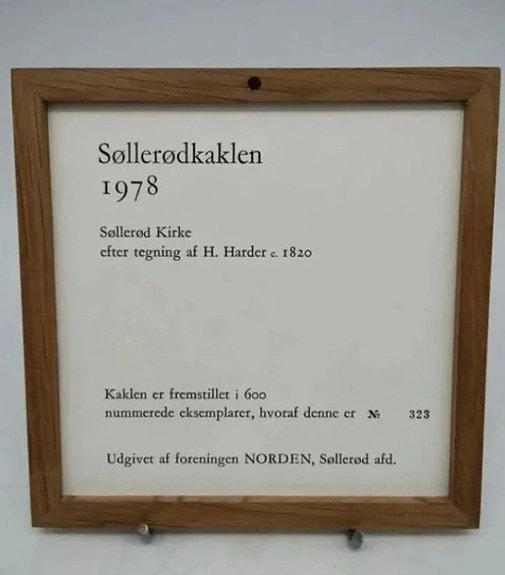 Søllerødkaklen
1978
Søllerød Kirke
efter tegning af H. Harder c. 1820
Kaklen er fremstillet i 600
nummerede eksemplarer, hvoraf denne er № 323
Udgivet af foreningen NORDEN, Søllerød afd.